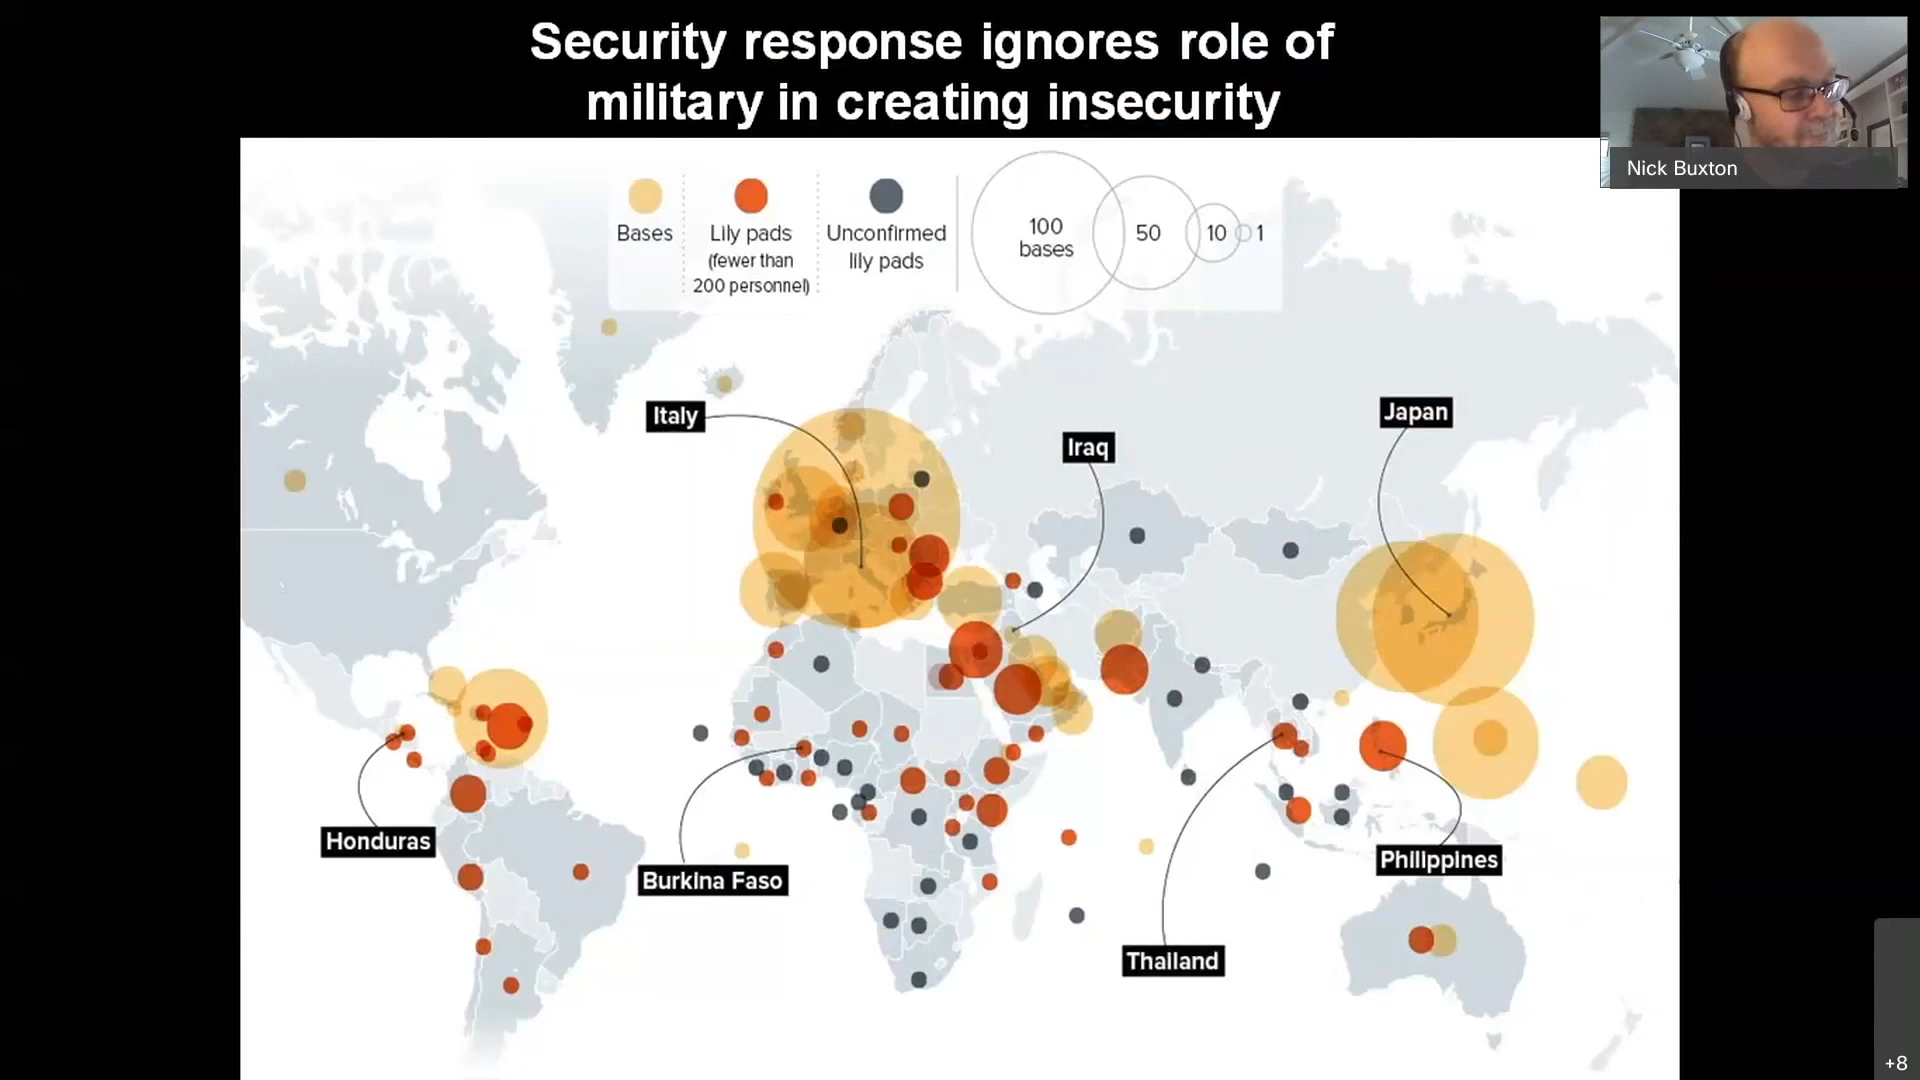 Security response ignores role of
military in creating insecurity
Nick Buxton
Bases
Lily pads
(fewer than
200 personnel)
Unconfirmed
lily pads
100
bases
50
10
1
Italy
Iraq
Japan
Honduras
Burkina Faso
Thailand
Philippines
+8